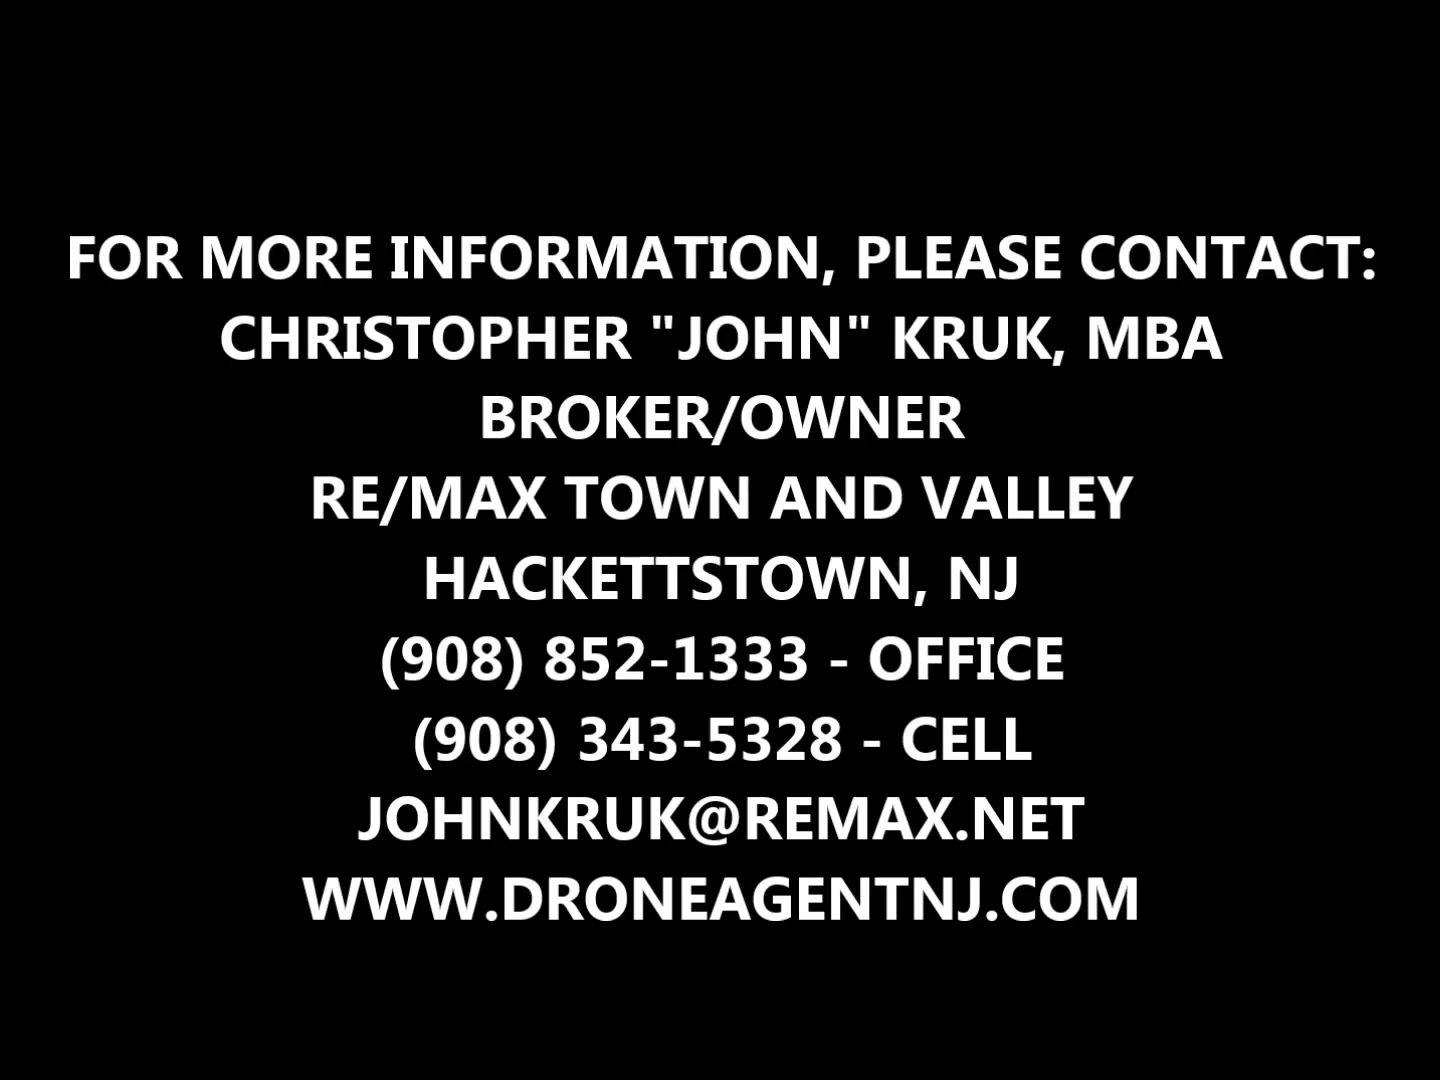 FOR MORE INFORMATION, PLEASE CONTACT:
CHRISTOPHER "JOHN" KRUK, MBA
BROKER/OWNER
RE/MAX TOWN AND VALLEY
HACKETTSTOWN, NJ
(908) 852-1333 - OFFICE
(908) 343-5328 - CELL
JOHNKRUK@REMAX.NET
WWW.DRONEAGENTNJ.COM